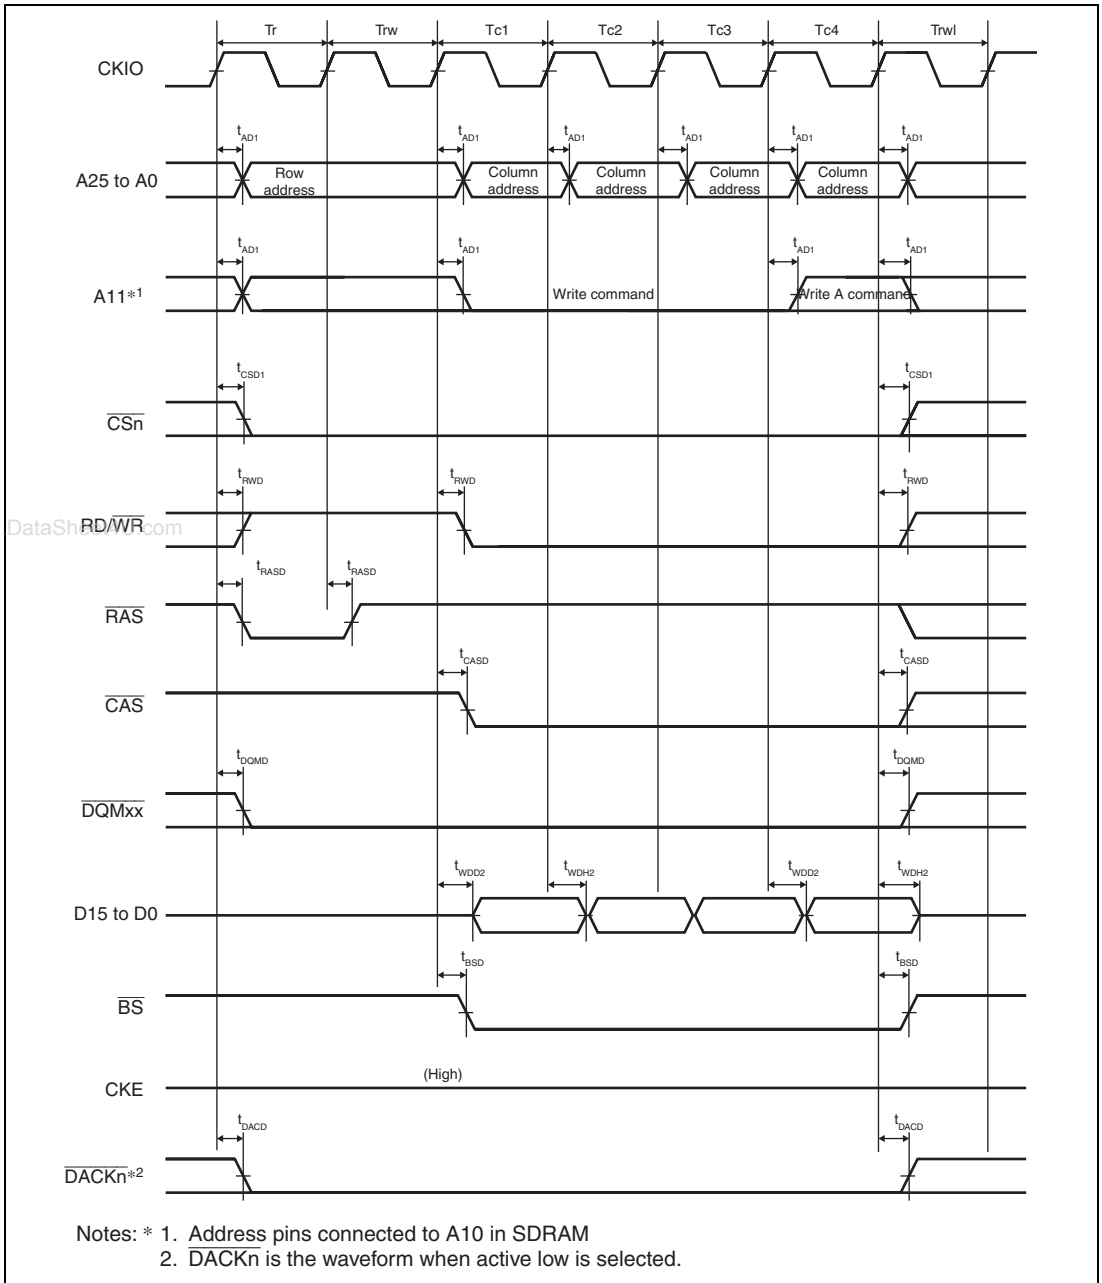 Tr Trw Tc1 Tc2 Tc3 Tc4 Trwl
CKIO
tAD1 tAD1 tAD1 tAD1 tAD1 tAD1
A25 to A0
Row address
Column address
Column address
Column address
Column address
tAD1 tAD1 tAD1 tAD1
A11*1
Write command
Write A command
tCSD1 tCSD1
CSn
tRWD tRWD tRWD
RD/WR
DataSheet4U.com
tRASD tRASD
RAS
tCASD tCASD
CAS
tDQMD tDQMD
DQMxx
tWDD2 tWDH2 tWDD2 tWDH2
D15 to D0
tBSD tBSD
BS
(High)
CKE
tDACD tDACD
DACKn*2
Notes: * 1. Address pins connected to A10 in SDRAM
2. DACKn is the waveform when active low is selected.